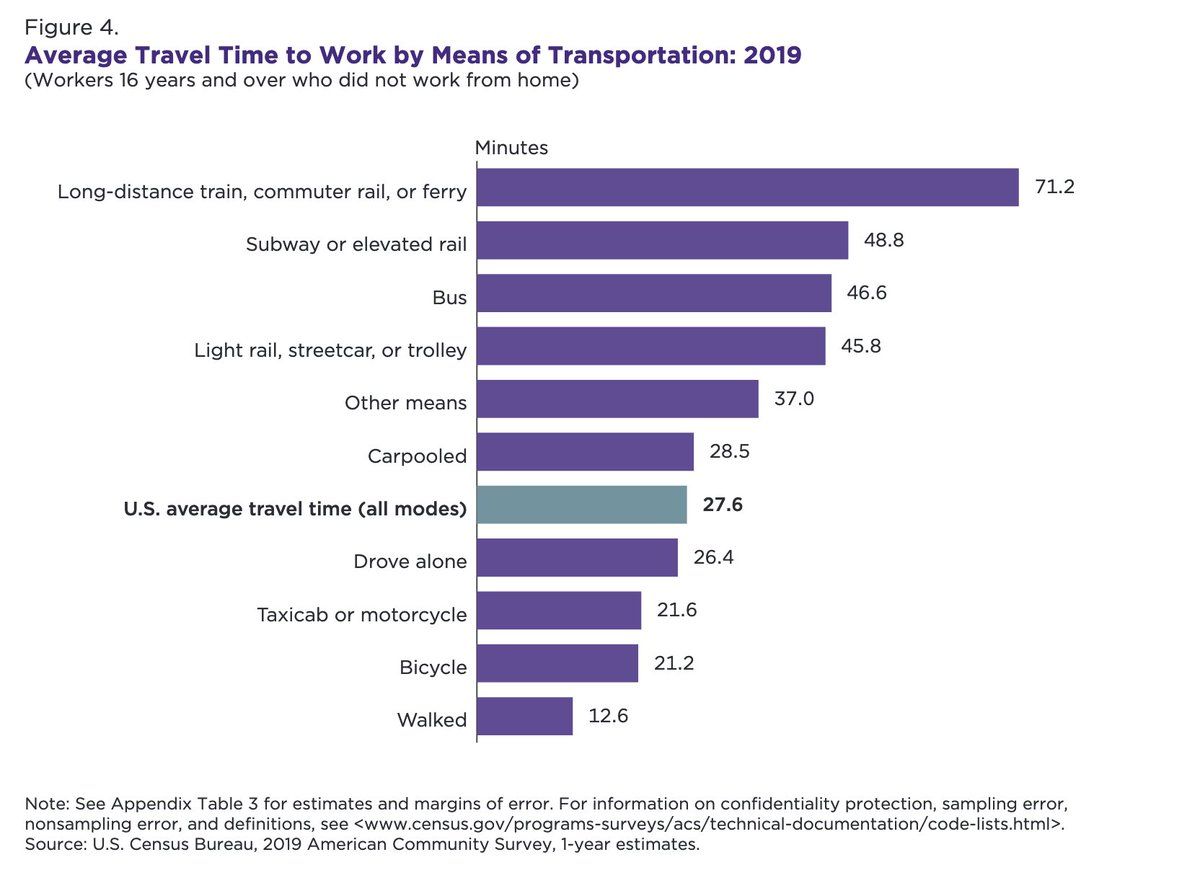 Figure 4.
Average Travel Time to Work by Means of Transportation: 2019
(Workers 16 years and over who did not work from home)
Minutes
Long-distance train, commuter rail, or ferry 71.2
Subway or elevated rail 48.8
Bus 46.6
Light rail, streetcar, or trolley 45.8
Other means 37.0
Carpooled 28.5
U.S. average travel time (all modes) 27.6
Drove alone 26.4
Taxicab or motorcycle 21.6
Bicycle 21.2
Walked 12.6
Note: See Appendix Table 3 for estimates and margins of error. For information on confidentiality protection, sampling error,
nonsampling error, and definitions, see <www.census.gov/programs-surveys/acs/technical-documentation/code-lists.html>.
Source: U.S. Census Bureau, 2019 American Community Survey, 1-year estimates.